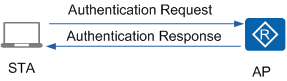 Authentication Request
Authentication Response
R
STA
AP